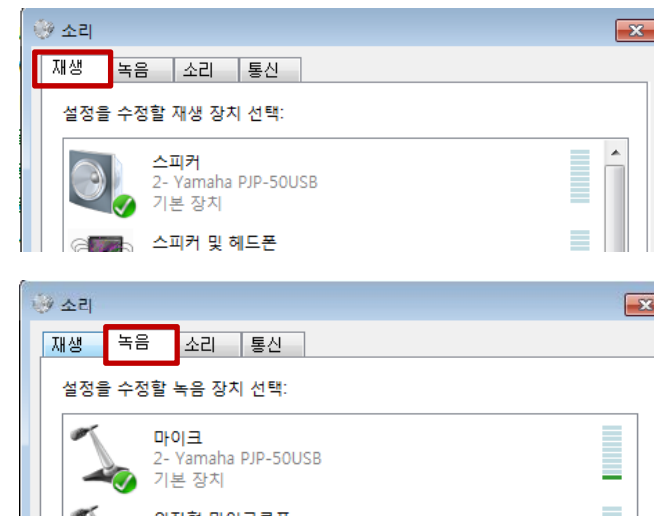 소리
재생 녹음 소리 통신
설정을 수정할 재생 장치 선택:
스피커
2- Yamaha PJP-50USB
기본 장치
스피커 및 헤드폰
소리
재생 녹음 소리 통신
설정을 수정할 녹음 장치 선택:
마이크
2- Yamaha PJP-50USB
기본 장치